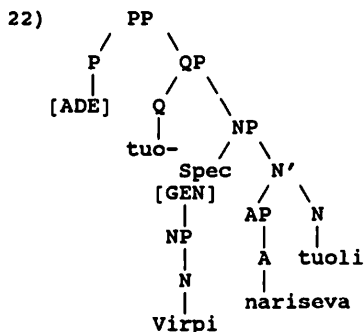 22) PP
P QP
[ADE] Q
tuo- NP
Spec N'
[GEN] AP N
NP A tuoli
N nariseva
Virpi